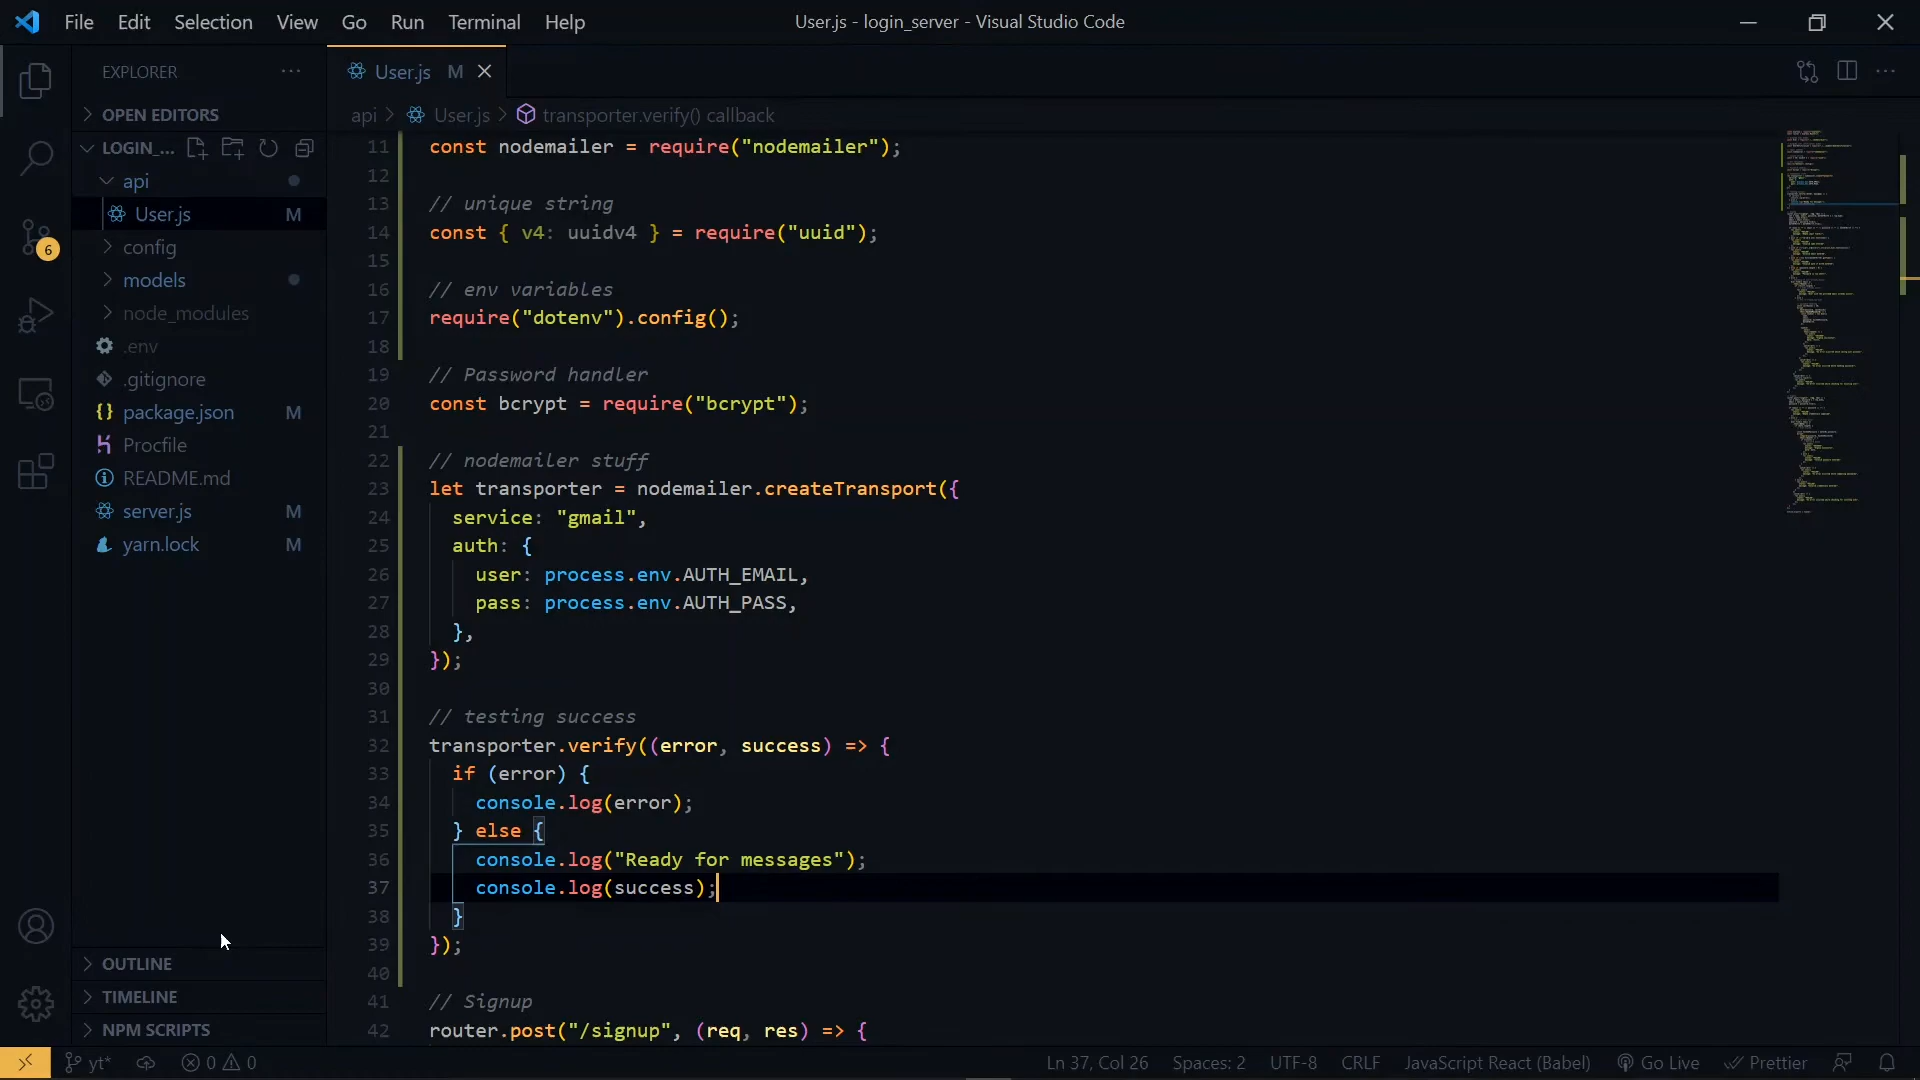 File Edit Selection View Go Run Terminal Help
User.js - login_server - Visual Studio Code
EXPLORER
OPEN EDITORS
LOGIN_...
api
User.js M
config
models
node_modules
.env
.gitignore
package.json M
Procfile
README.md
server.js M
yarn.lock M
OUTLINE
TIMELINE
NPM SCRIPTS
6
User.js M
api > User.js > transporter.verify() callback
11 const nodemailer = require("nodemailer");
12
13 // unique string
14 const { v4: uuidv4 } = require("uuid");
15
16 // env variables
17 require("dotenv").config();
18
19 // Password handler
20 const bcrypt = require("bcrypt");
21
22 // nodemailer stuff
23 let transporter = nodemailer.createTransport({
24 service: "gmail",
25 auth: {
26 user: process.env.AUTH_EMAIL,
27 pass: process.env.AUTH_PASS,
28 },
29 });
30
31 // testing success
32 transporter.verify((error, success) => {
33 if (error) {
34 console.log(error);
35 } else {
36 console.log("Ready for messages");
37 console.log(success);
38 }
39 });
40
41 // Signup
42 router.post("/signup", (req, res) => {
yt* 0 0 Ln 37, Col 26 Spaces: 2 UTF-8 CRLF JavaScript React (Babel) Go Live Prettier